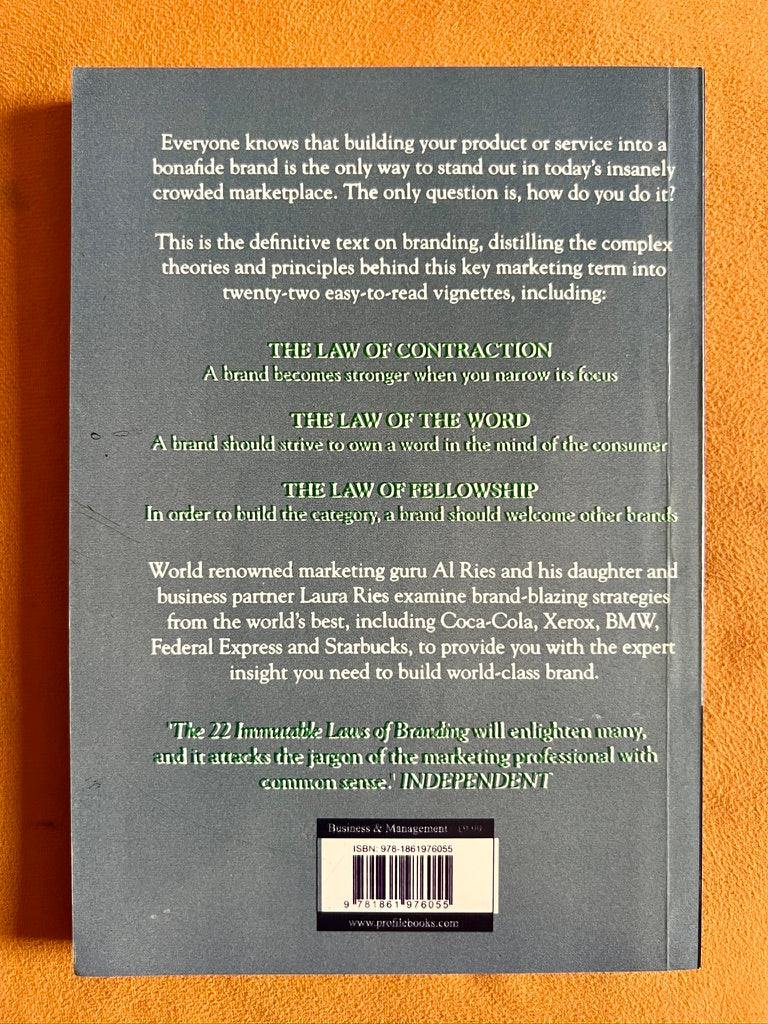 Everyone knows that building your product or service into a
bonafide brand is the only way to stand out in today's insanely
crowded marketplace. The only question is, how do you do it?
This is the definitive text on branding, distilling the complex
theories and principles behind this key marketing term into
twenty-two easy-to-read vignettes, including:
THE LAW OF CONTRACTION
A brand becomes stronger when you narrow its focus
THE LAW OF THE WORD
A brand should strive to own a word in the mind of the consumer
THE LAW OF FELLOWSHIP
In order to build the category, a brand should welcome other brands
World renowned marketing guru Al Ries and his daughter and
business partner Laura Ries examine brand-blazing strategies
from the world's best, including Coca-Cola, Xerox, BMW,
Federal Express and Starbucks, to provide you with the expert
insight you need to build world-class brand.
'The 22 Immutable Laws of Branding will enlighten many,
and it attacks the jargon of the marketing professional with
common sense.' INDEPENDENT
Business & Management
ISBN: 978-1861976055
9 781861 976055
www.profilebooks.com